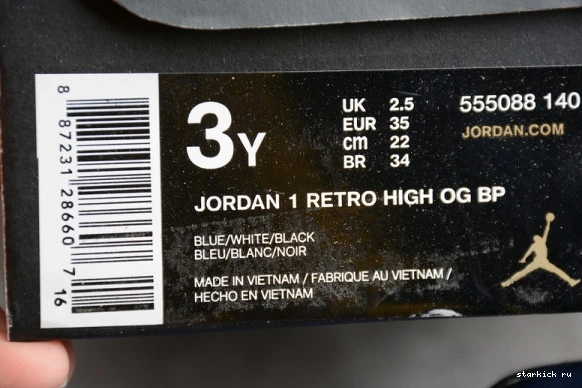 8 87231 28660 7 16
3Y
UK 2.5
EUR 35
cm 22
BR 34
555088 140
JORDAN.COM
JORDAN 1 RETRO HIGH OG BP
BLUE/WHITE/BLACK
BLEU/BLANC/NOIR
MADE IN VIETNAM / FABRIQUE AU VIETNAM /
HECHO EN VIETNAM
starkick ru